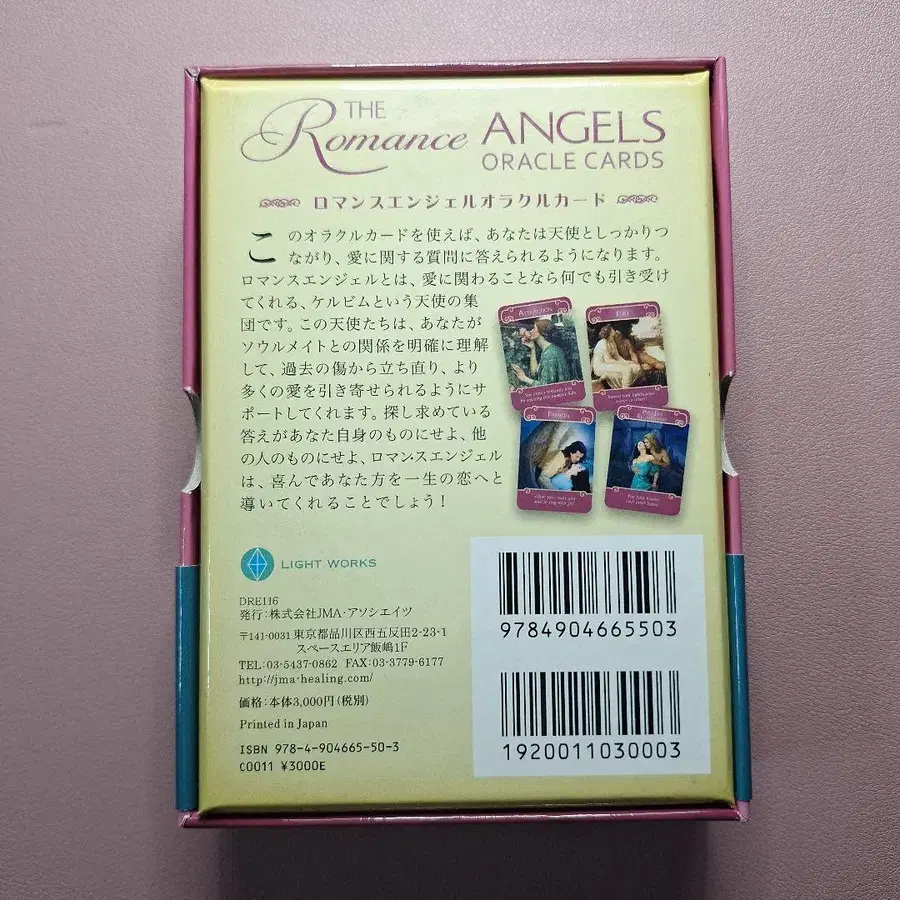 THE
Romance ANGELS
ORACLE CARDS
ロマンスエンジェルオラクルカード
このオラクルカードを使えば、あなたは天使としっかりつ
ながり、愛に関する質問に答えられるようになります。
ロマンスエンジェルとは、愛に関わることなら何でも引き受け
てくれる、ケルビムという天使の集
団です。この天使たちは、あなたが
ソウルメイトとの関係を明確に理解
して、過去の傷から立ち直り、より
多くの愛を引き寄せられるようにサ
ポートしてくれます。探し求めている
答えがあなた自身のものにせよ、他
の人のものにせよ、ロマンスエンジェル
は、喜んであなた方を一生の恋へと
導いてくれることでしょう!
ATTRACTION
FLIRT
PASSION
LIGHT WORKS
DRE116
発行:株式会社JMA・アソシエイツ
〒141-0031 東京都品川区西五反田2-23-1
スペースエリア飯嶋1F
TEL:03-5437-0862 FAX:03-3779-6177
http://jma-healing.com/
価格:本体3,000円(税別)
Printed in Japan
ISBN 978-4-904665-50-3
C0011 ¥3000E
9784904665503
1920011030003